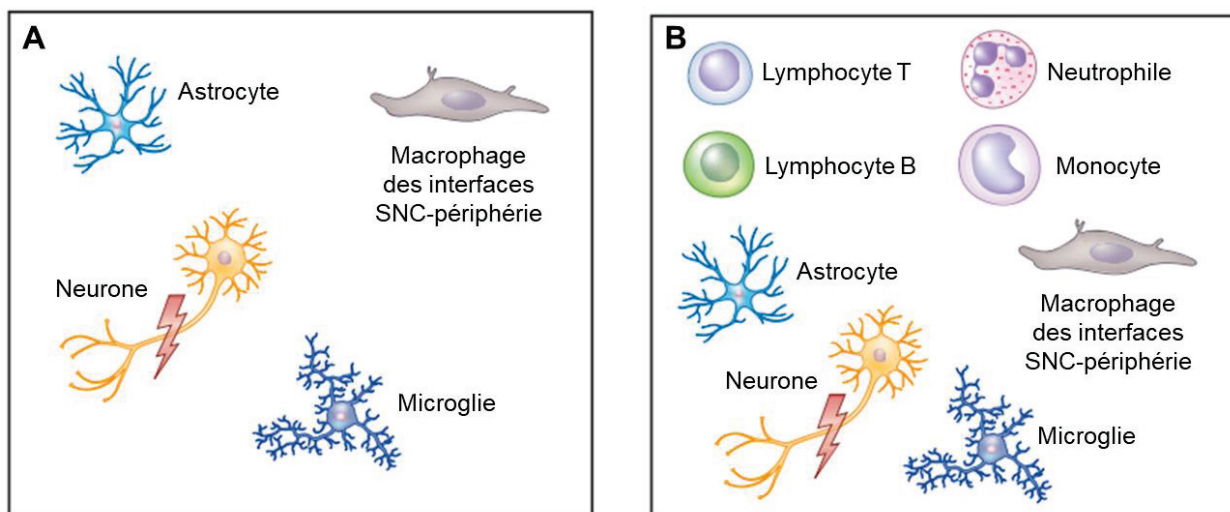 A
Astrocyte
Macrophage
des interfaces
SNC-périphérie
Neurone
Microglie
B
Lymphocyte T
Neutrophile
Lymphocyte B
Monocyte
Astrocyte
Macrophage
des interfaces
SNC-périphérie
Neurone
Microglie